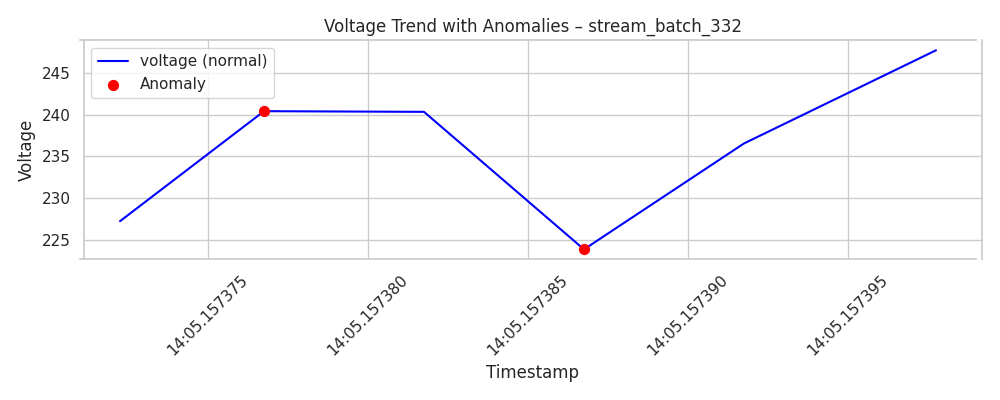 Voltage Trend with Anomalies – stream_batch_332
voltage (normal)
Anomaly
Voltage
245
240
235
230
225
14:05.157375
14:05.157380
14:05.157385
14:05.157390
14:05.157395
Timestamp